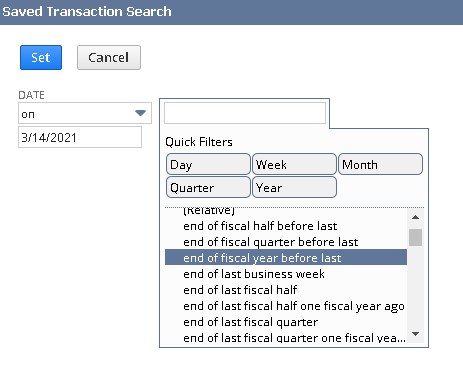 Saved Transaction Search
Set Cancel
DATE
on
3/14/2021
Quick Filters
Day Week Month
Quarter Year
(Relative)
end of fiscal half before last
end of fiscal quarter before last
end of fiscal year before last
end of last business week
end of last fiscal half
end of last fiscal half one fiscal year ago
end of last fiscal quarter
end of last fiscal quarter one fiscal yea...